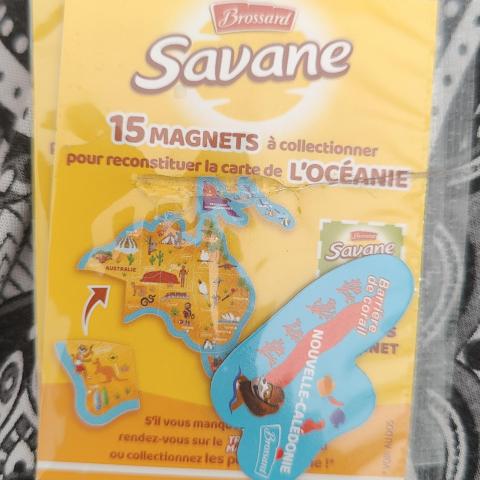 Brossard
Savane
15 MAGNETS à collectionner
pour reconstituer la carte de L'OCÉANIE
AUSTRALIE
Brossard
Savane
Barrière
de corail
NOUVELLE-CALÉDONIE
Brossard
NET
S'il vous manqu
rendez-vous sur le
ou collectionnez les